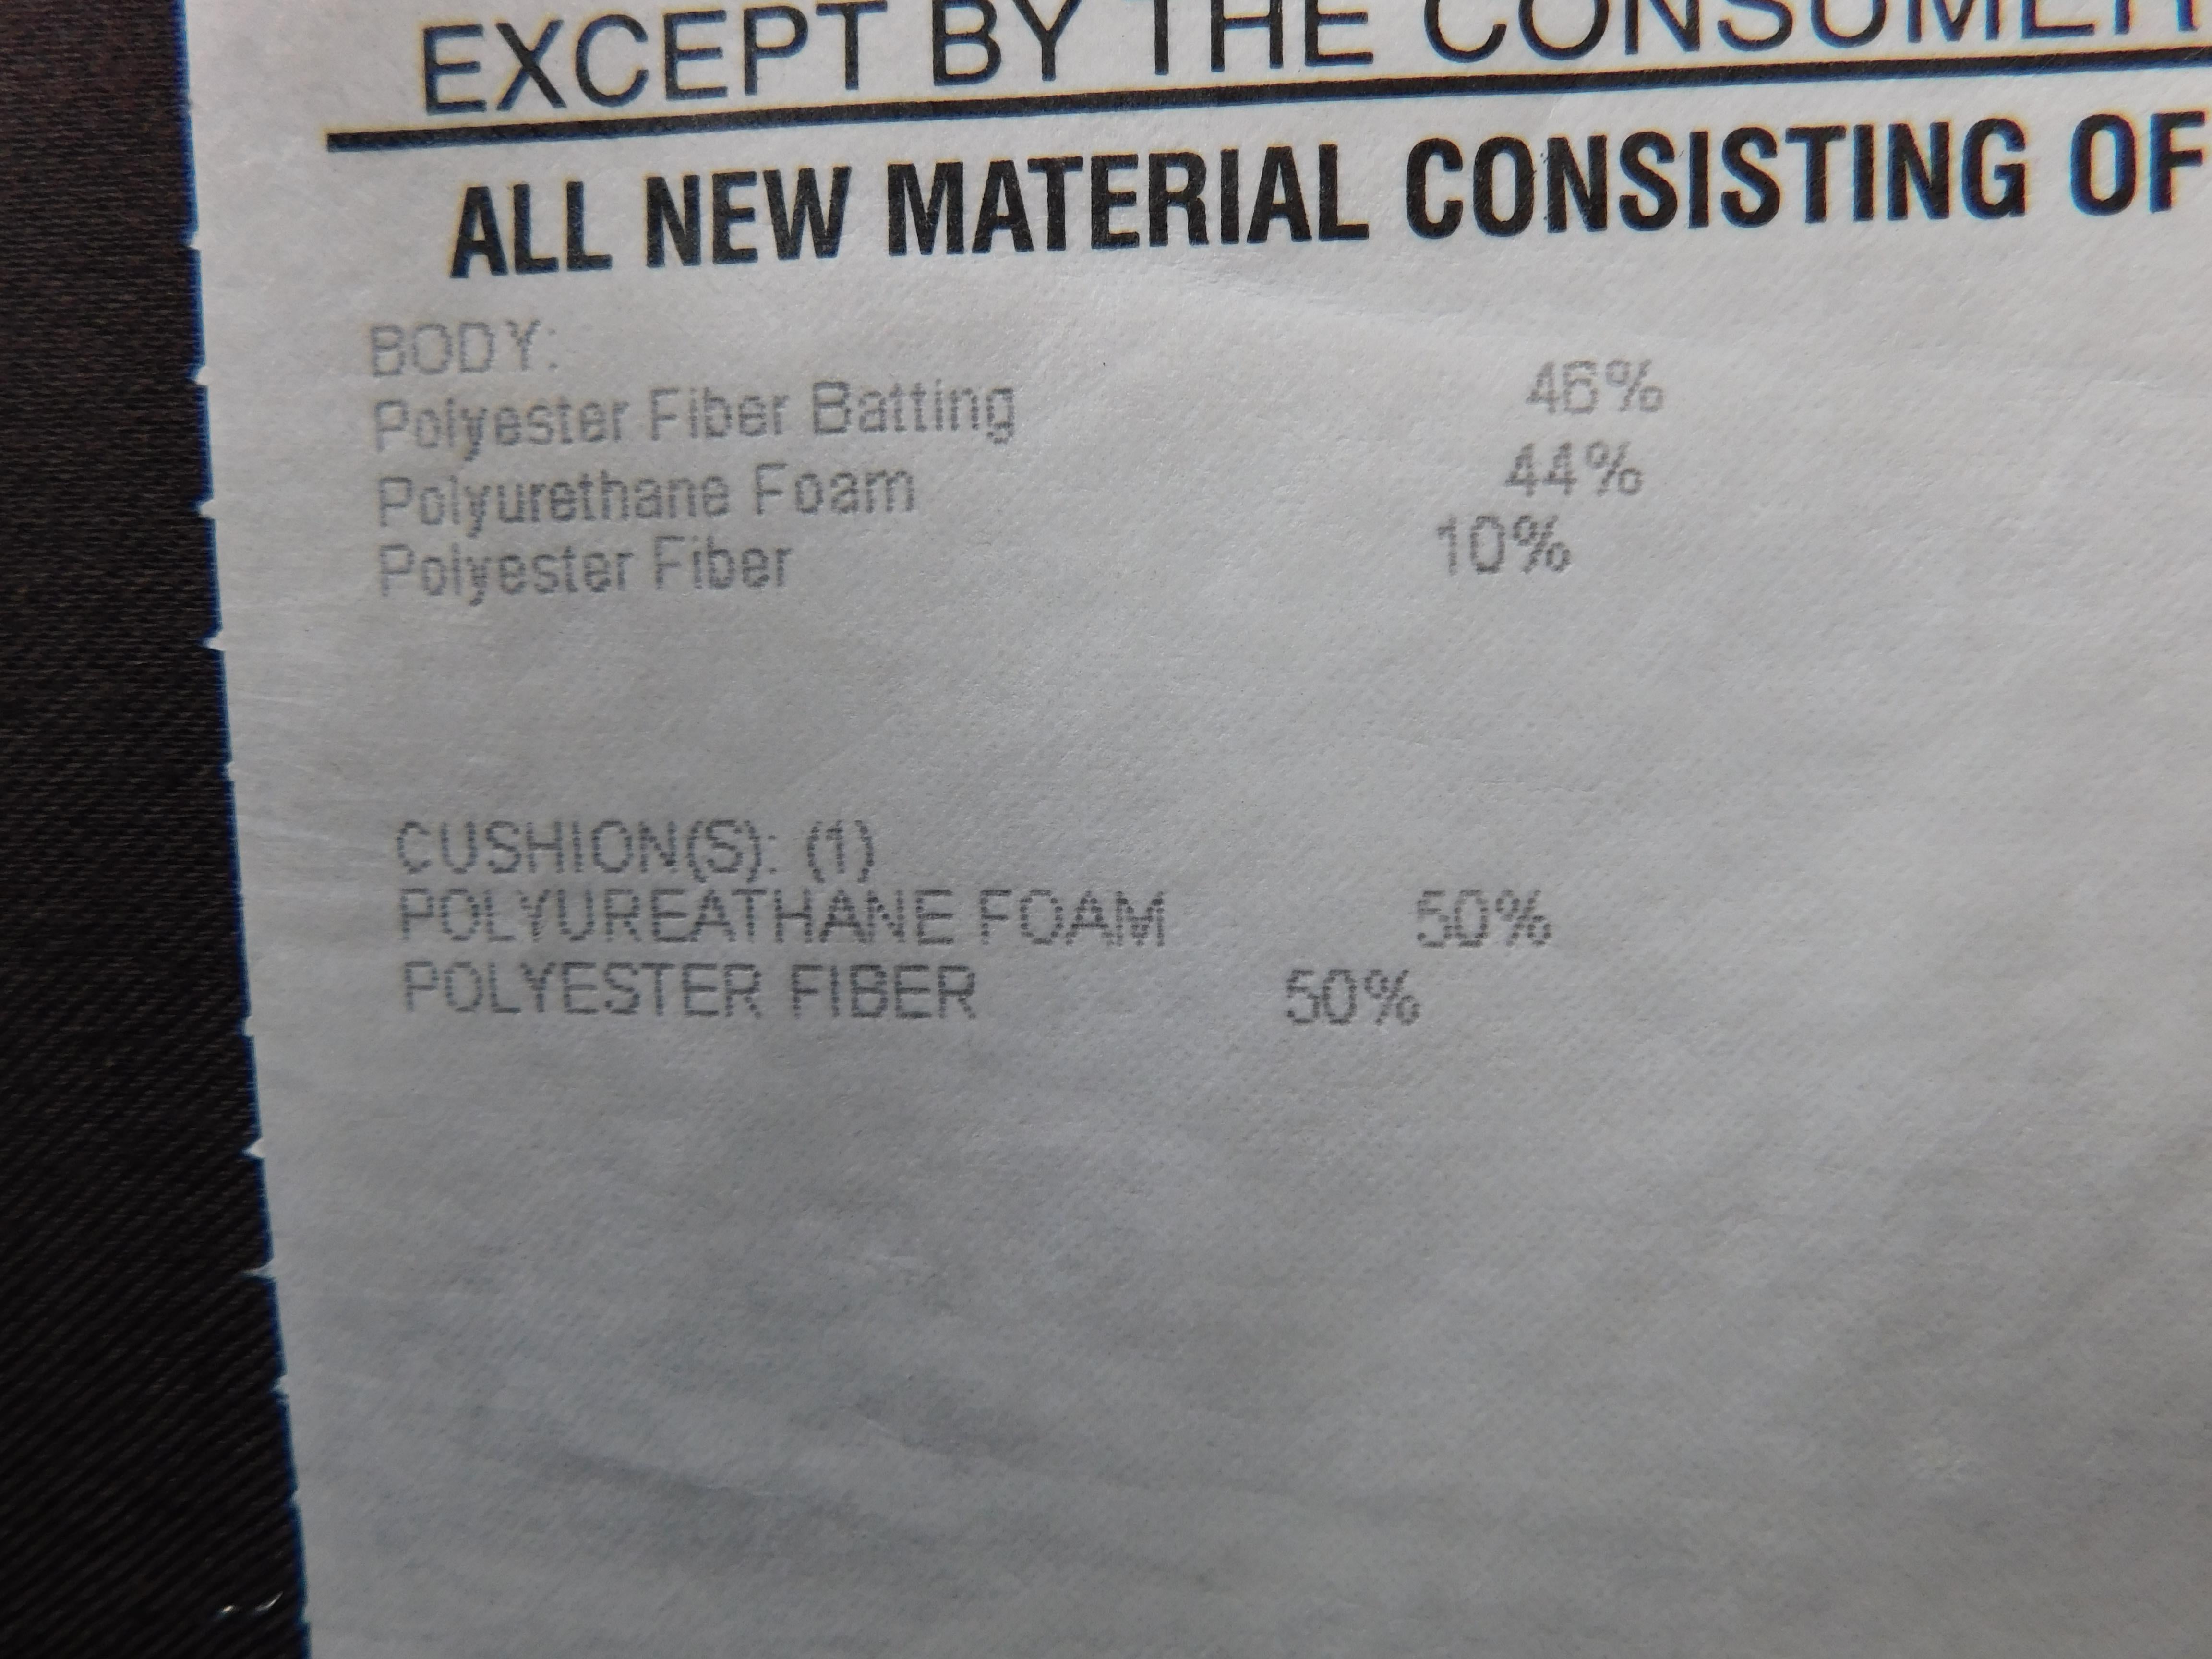 EXCEPT BY THE CONSUMER
ALL NEW MATERIAL CONSISTING OF
BODY:
Polyester Fiber Batting 46%
Polyurethane Foam 44%
Polyester Fiber 10%
CUSHION(S): (1)
POLYUREATHANE FOAM 50%
POLYESTER FIBER 50%